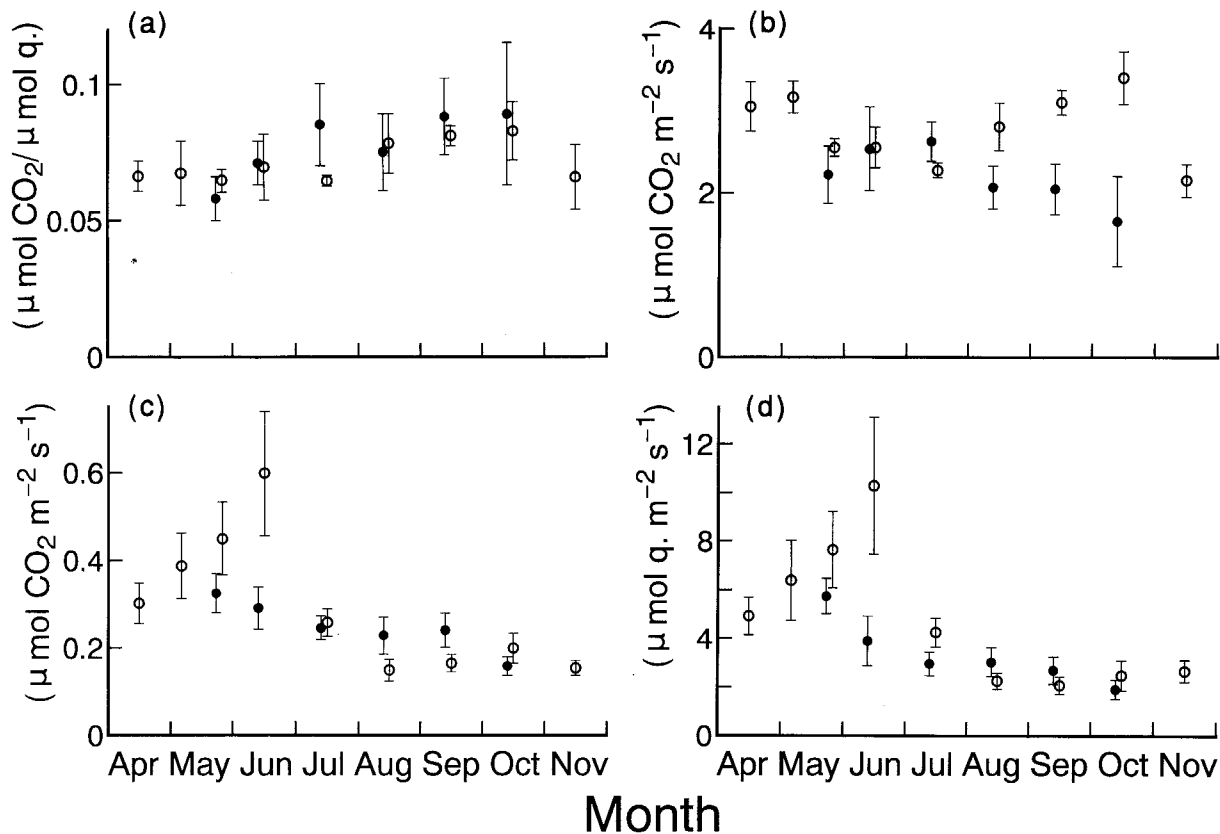 (a)
(µ mol CO₂/ µ mol q.)
0.1
0.05
0
(b)
(µ mol CO₂ m⁻² s⁻¹)
4
2
0
(c)
(µ mol CO₂ m⁻² s⁻¹)
0.6
0.4
0.2
0
Apr May Jun Jul Aug Sep Oct Nov
(d)
(µ mol q. m⁻² s⁻¹)
12
8
4
0
Apr May Jun Jul Aug Sep Oct Nov
Month